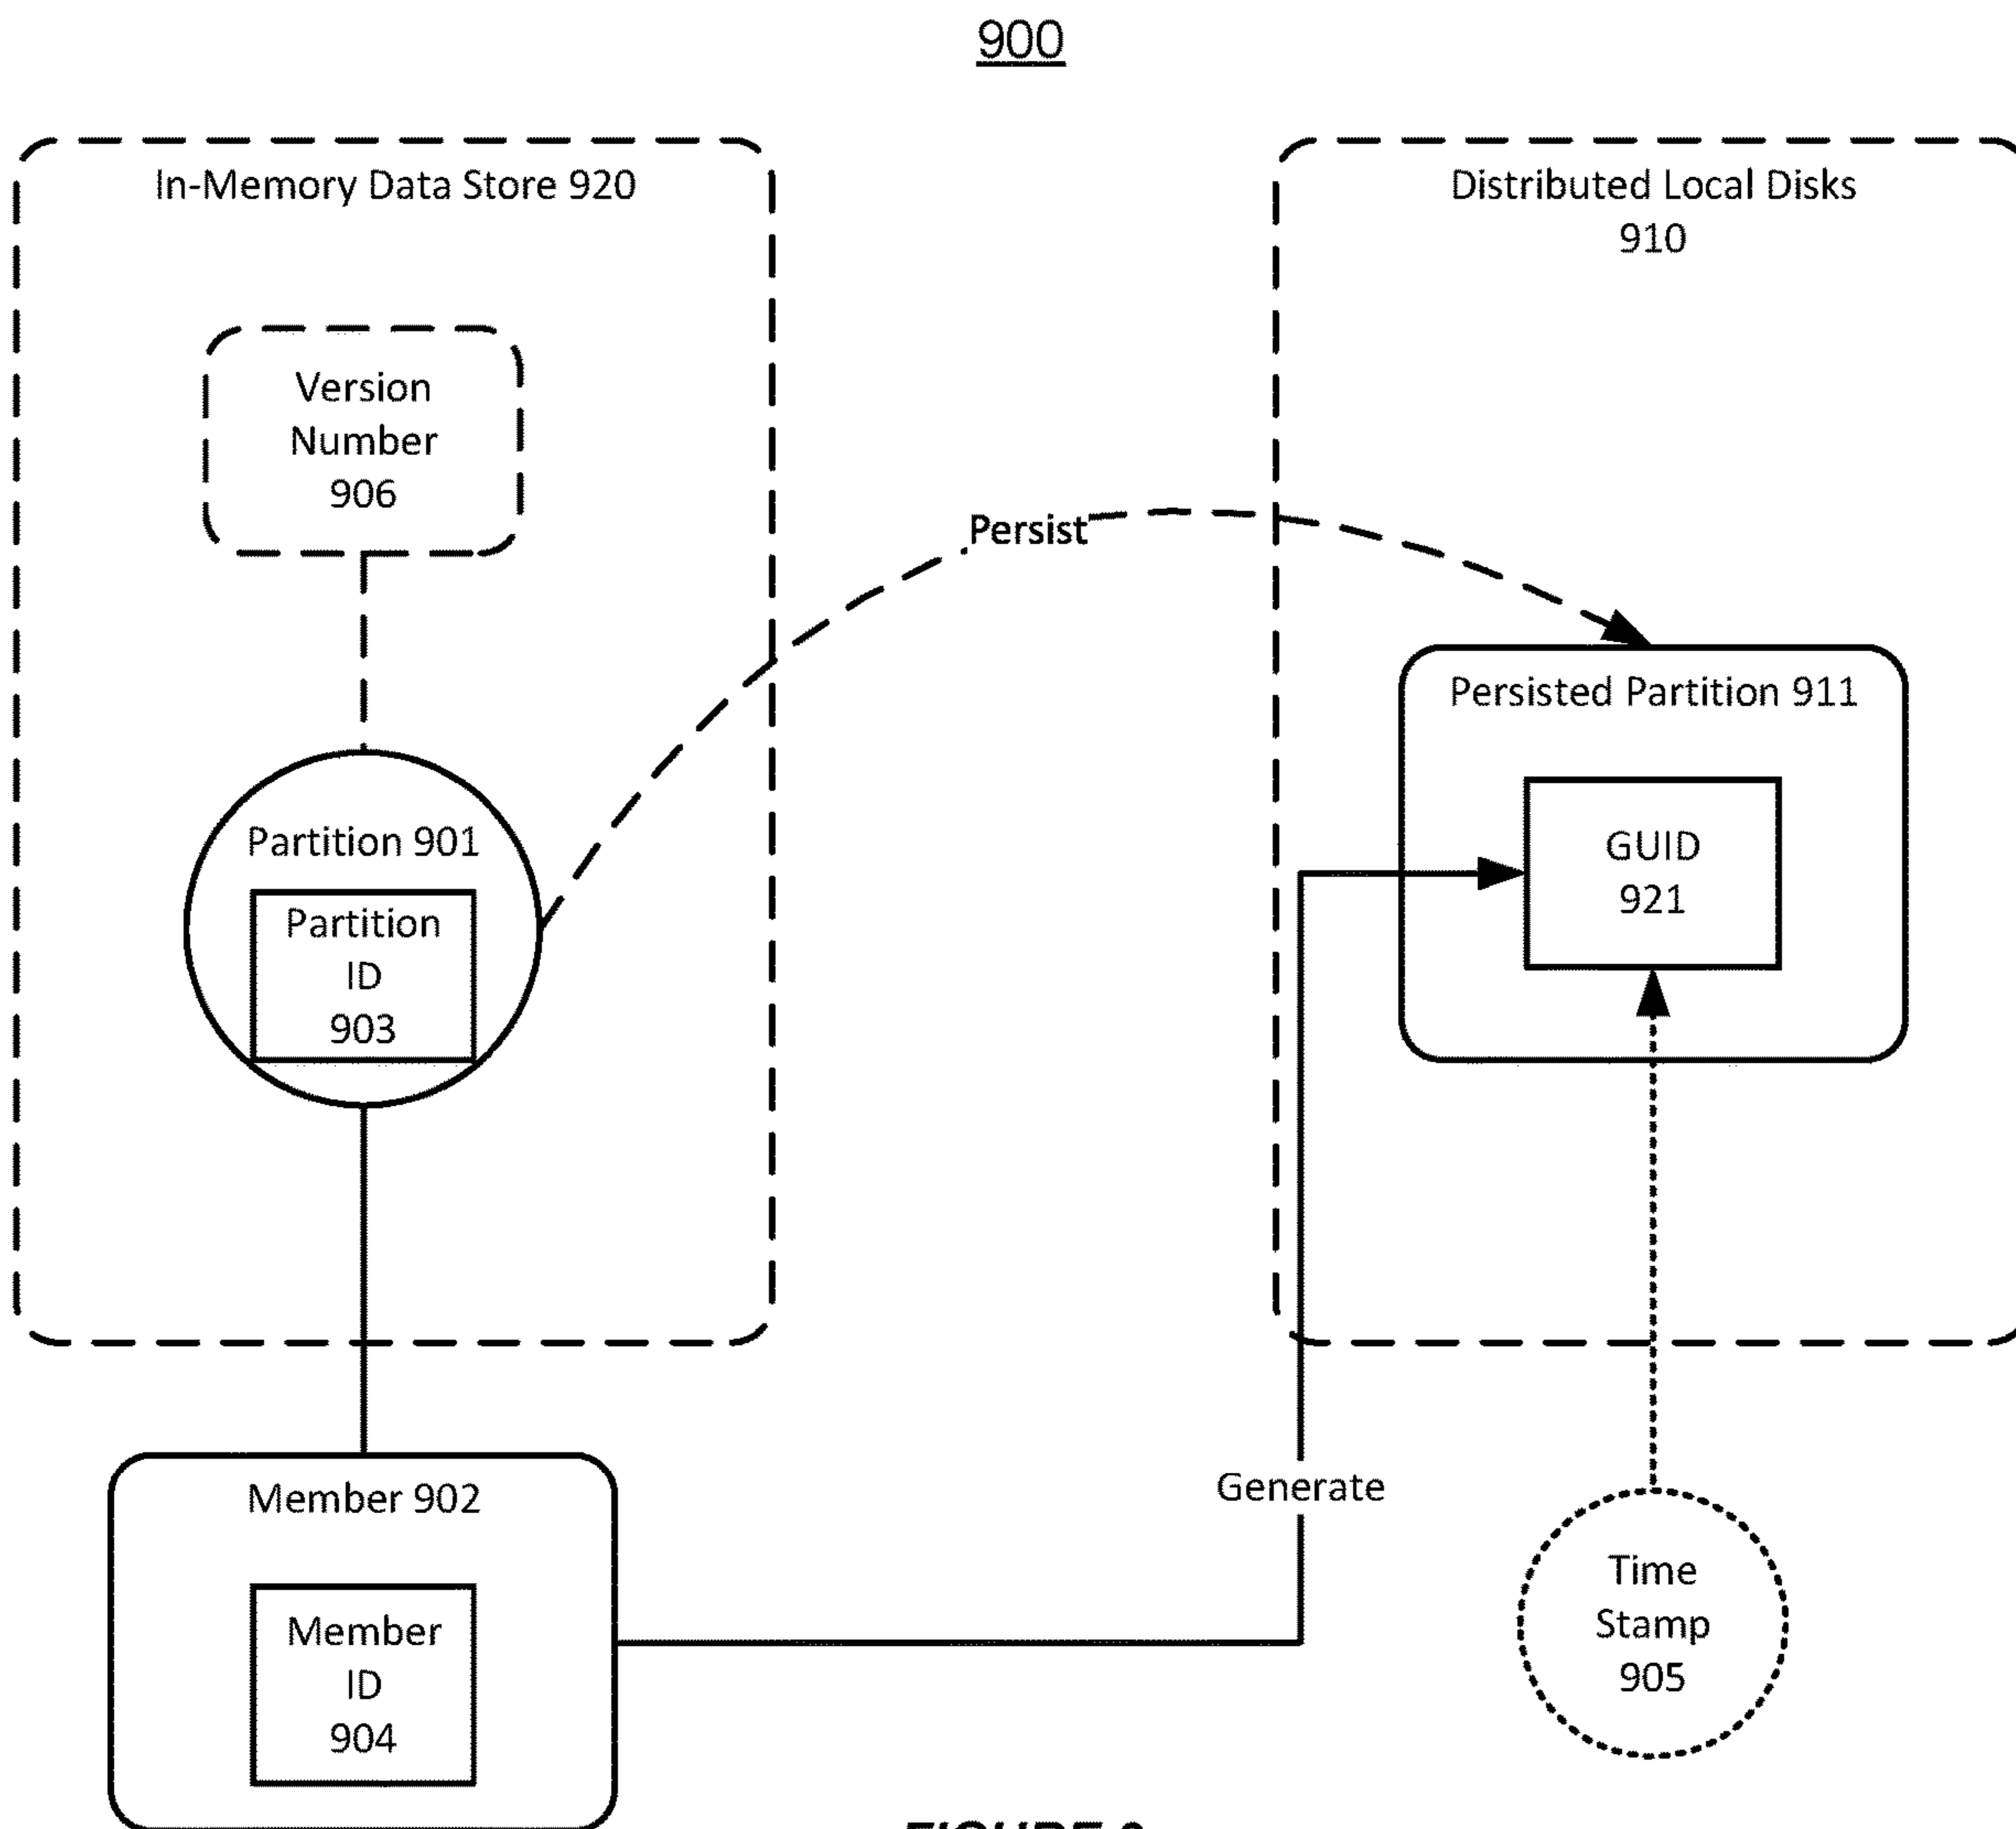 900
In-Memory Data Store 920
Distributed Local Disks
910
Version
Number
906
Persist
Persisted Partition 911
Partition 901
GUID
921
Partition
ID
903
Generate
Member 902
Time
Stamp
905
Member
ID
904